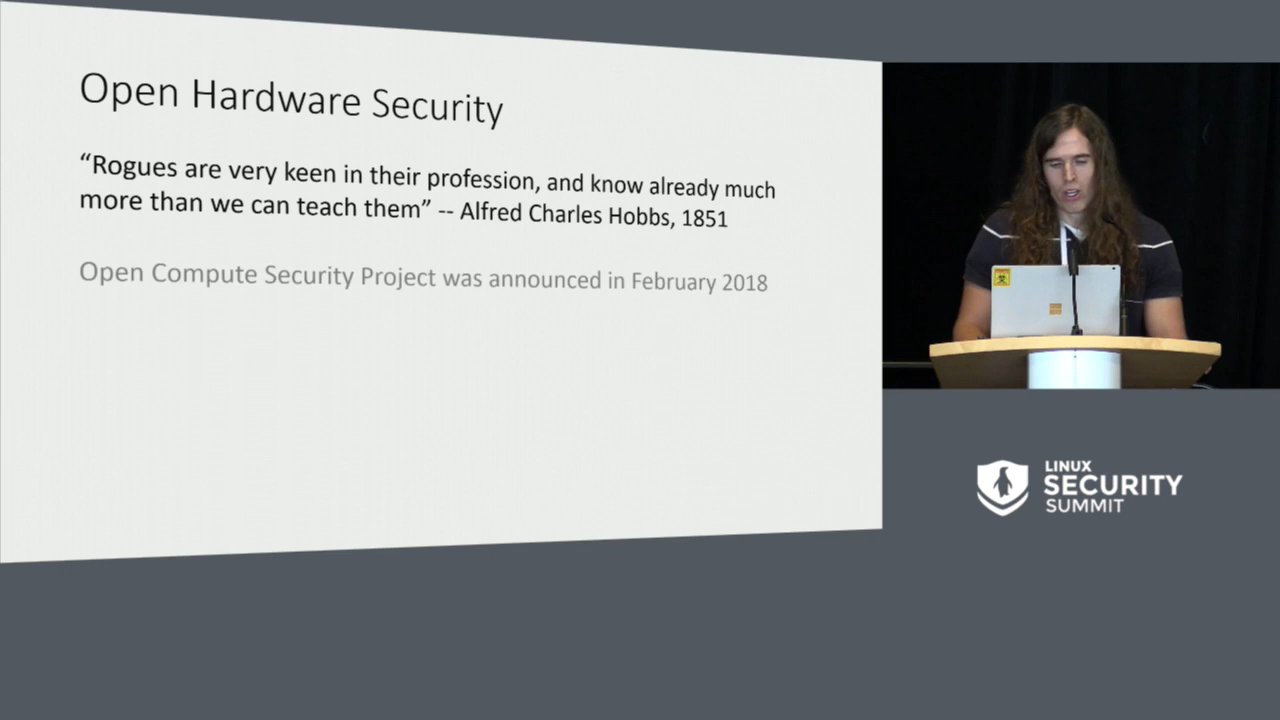 Open Hardware Security
“Rogues are very keen in their profession, and know already much
more than we can teach them” -- Alfred Charles Hobbs, 1851
Open Compute Security Project was announced in February 2018
LINUX
SECURITY
SUMMIT